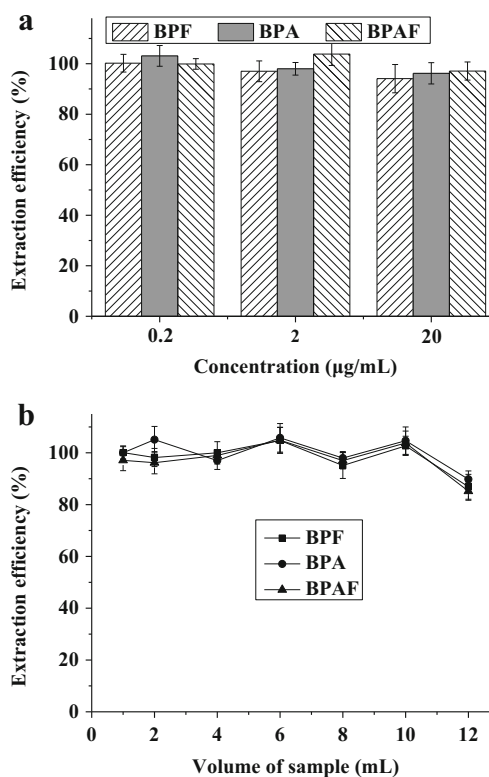 a
BPF BPA BPAF
Extraction efficiency (%)
100
80
60
40
20
0
0.2 2 20
Concentration (µg/mL)
b
Extraction efficiency (%)
100
80
60
40
20
0
BPF
BPA
BPAF
0 2 4 6 8 10 12
Volume of sample (mL)